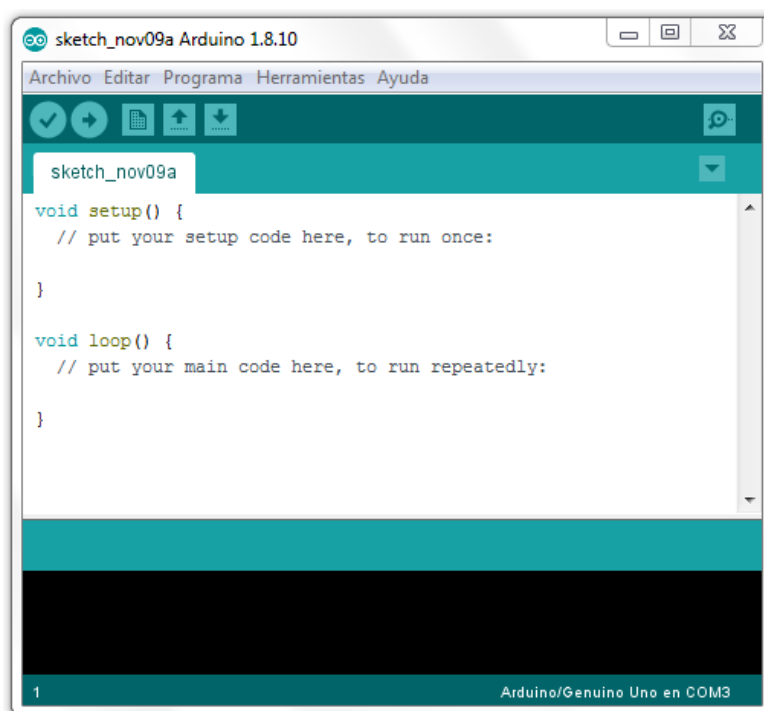 sketch_nov09a Arduino 1.8.10
Archivo Editar Programa Herramientas Ayuda
sketch_nov09a
void setup() {
// put your setup code here, to run once:
}
void loop() {
// put your main code here, to run repeatedly:
}
1 Arduino/Genuino Uno en COM3